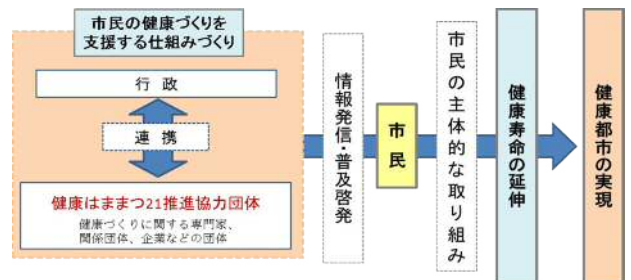 市民の健康づくりを
支援する仕組みづくり
行政
連携
健康はままつ21推進協力団体
健康づくりに関する専門家、
関係団体、企業などの団体
情報発信・普及啓発
市民
市民の主体的な取り組み
健康寿命の延伸
健康都市の実現